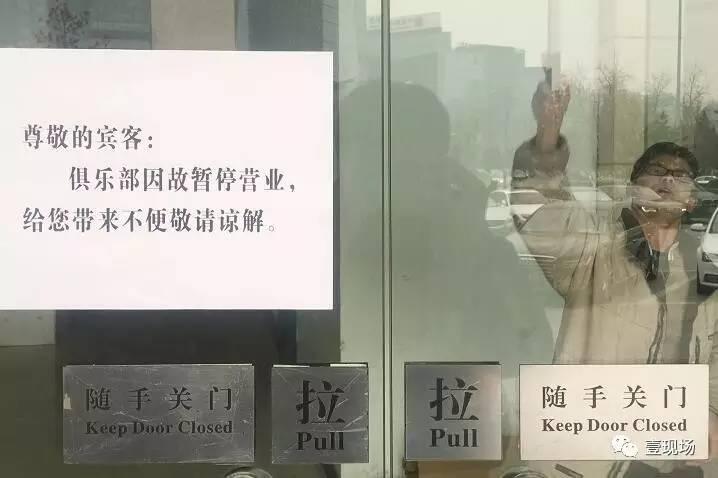 尊敬的宾客：
俱乐部因故暂停营业，
给您带来不便敬请谅解。
随手关门
Keep Door Closed
拉
Pull
拉
Pull
随手关门
Keep Door Closed
壹现场